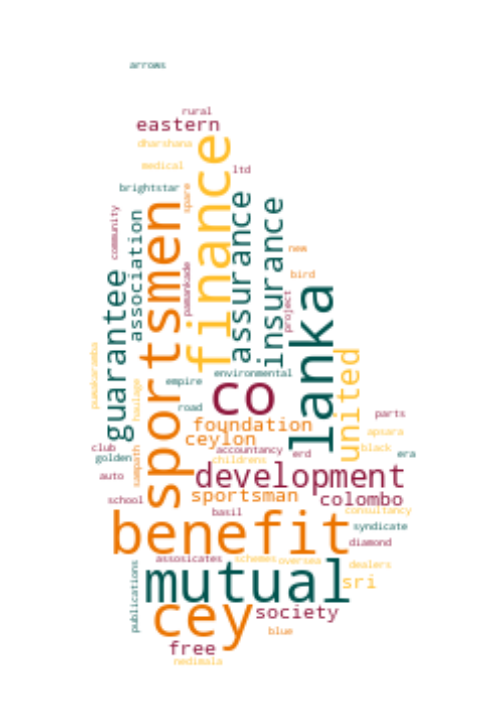 arrows
rural
eastern
dharshana
medical
ltd
brightstar
spare
community
association
sportsmen
finance
assurance
insurance
new
bird
pamankade
project
guarantee
lanka
environmental
empire
co
united
pumakaramba
haulage
road
foundation
parts
ceylon
apsara
club
accountancy
erd
black
era
golden
childrens
sampath
auto
development
school
sportsman
colombo
basil
consultancy
benefit
syndicate
diamond
assosicates
schemes
oversma
dealers
publications
mutual
sri
cey
society
blue
free
nedimala